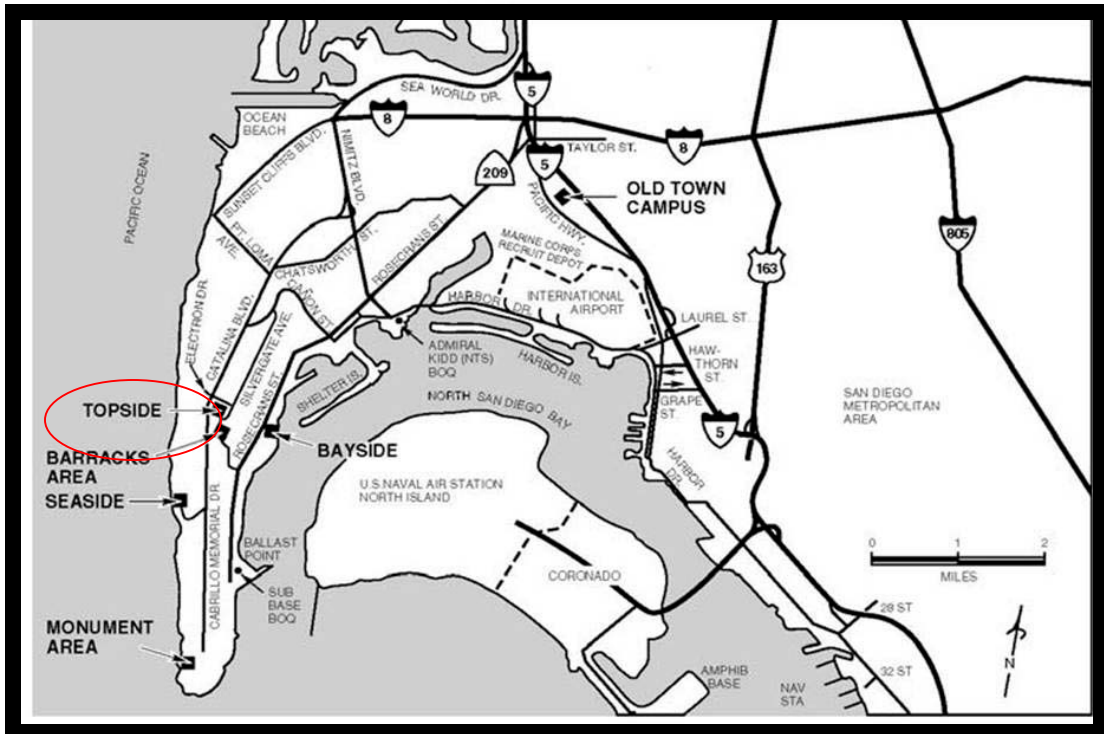 SEA WORLD DR.
5
OCEAN
BEACH
8
TAYLOR ST.
5
8
209
SUNSET CLIFFS BLVD.
NIMITZ BLVD.
PACIFIC OCEAN
OLD TOWN
CAMPUS
PACIFIC HWY.
805
PT. LOMA
AVE.
CHATSWORTH ST.
ROSECRANS ST.
MARINE CORPS
RECRUIT DEPOT
163
CAÑON ST.
HARBOR
DR.
INTERNATIONAL
AIRPORT
ELECTRON DR.
CATALINA BLVD.
LAUREL ST.
SILVERGATE AVE.
ADMIRAL
KIDD (NTS)
BOQ
HARBOR IS.
HAW-
THORN
ST.
SHELTER IS.
ROSECRANS ST.
NORTH SAN DIEGO BAY
GRAPE
ST.
SAN DIEGO
METROPOLITAN
AREA
TOPSIDE
5
BARRACKS
AREA
BAYSIDE
SEASIDE
U.S. NAVAL AIR STATION
NORTH ISLAND
HARBOR
DR.
CABRILLO MEMORIAL DR.
BALLAST
POINT
CORONADO
0 1 2
MILES
SUB
BASE
BOQ
28 ST
MONUMENT
AREA
N
32 ST
AMPHIB
BASE
NAV
STA